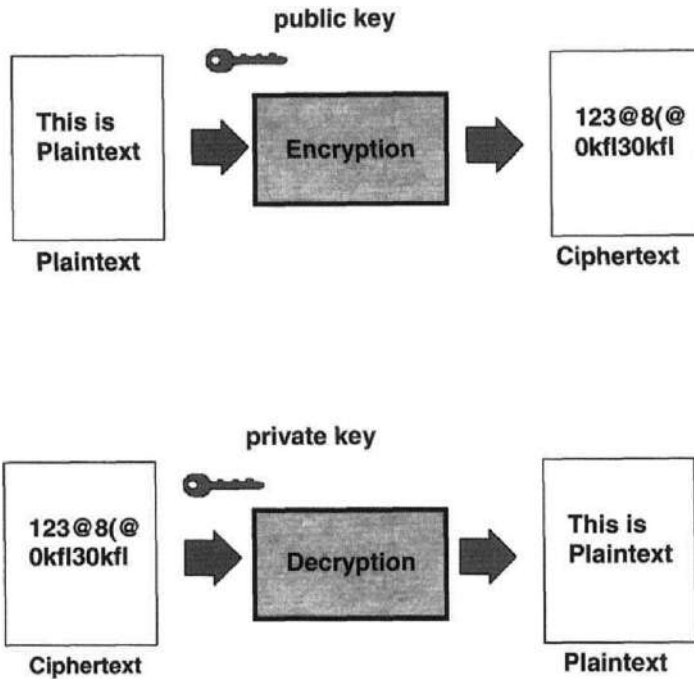 public key
This is
Plaintext
Encryption
123@8(@
0kfl30kfl
Plaintext
Ciphertext
private key
123@8(@
0kfl30kfl
Decryption
This is
Plaintext
Ciphertext
Plaintext